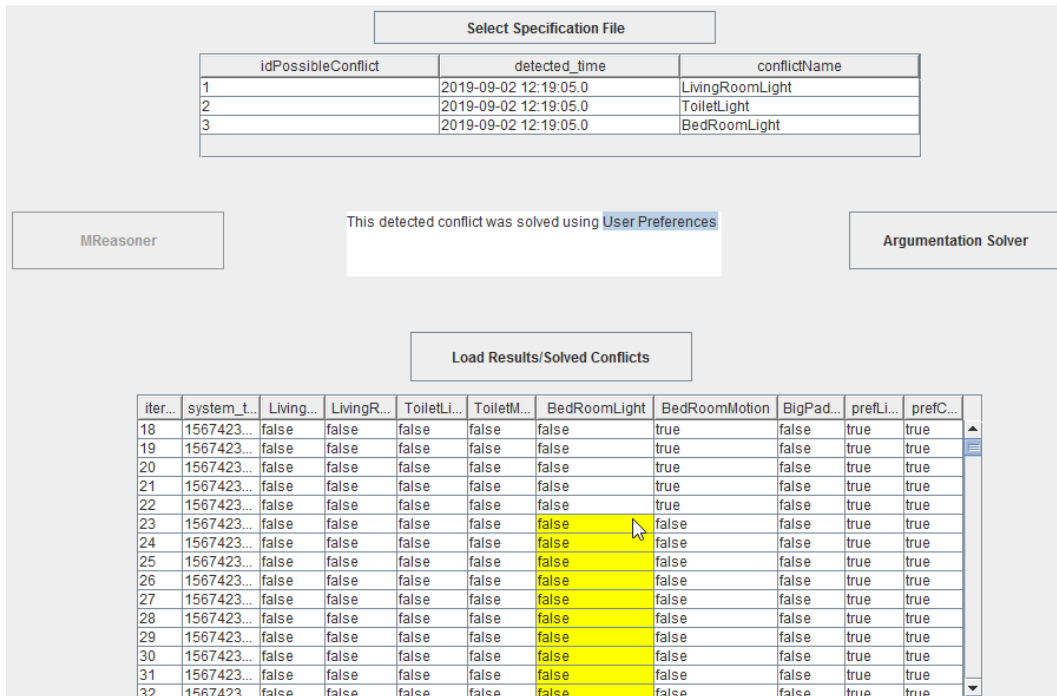 Select Specification File
idPossibleConflict detected_time conflictName
1 2019-09-02 12:19:05.0 LivingRoomLight
2 2019-09-02 12:19:05.0 ToiletLight
3 2019-09-02 12:19:05.0 BedRoomLight
This detected conflict was solved using User Preferences
MReasoner
Argumentation Solver
Load Results/Solved Conflicts
iter... system_t... Living... LivingR... ToiletLi... ToiletM... BedRoomLight BedRoomMotion BigPad... prefLi... prefC...
18 1567423... false false false false false true false true true
19 1567423... false false false false false true false true true
20 1567423... false false false false false true false true true
21 1567423... false false false false false true false true true
22 1567423... false false false false false true false true true
23 1567423... false false false false false false false true true
24 1567423... false false false false false false false true true
25 1567423... false false false false false false false true true
26 1567423... false false false false false false false true true
27 1567423... false false false false false false false true true
28 1567423... false false false false false false false true true
29 1567423... false false false false false false false true true
30 1567423... false false false false false false false true true
31 1567423... false false false false false false false true true
32 1567423... false false false false false false false true true